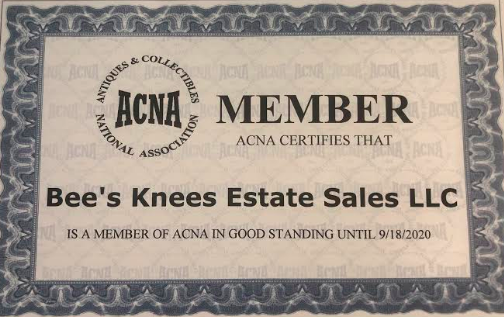 ANTIQUES & COLLECTIBLES
ACNA
NATIONAL ASSOCIATION
MEMBER
ACNA CERTIFIES THAT
Bee's Knees Estate Sales LLC
IS A MEMBER OF ACNA IN GOOD STANDING UNTIL 9/18/2020